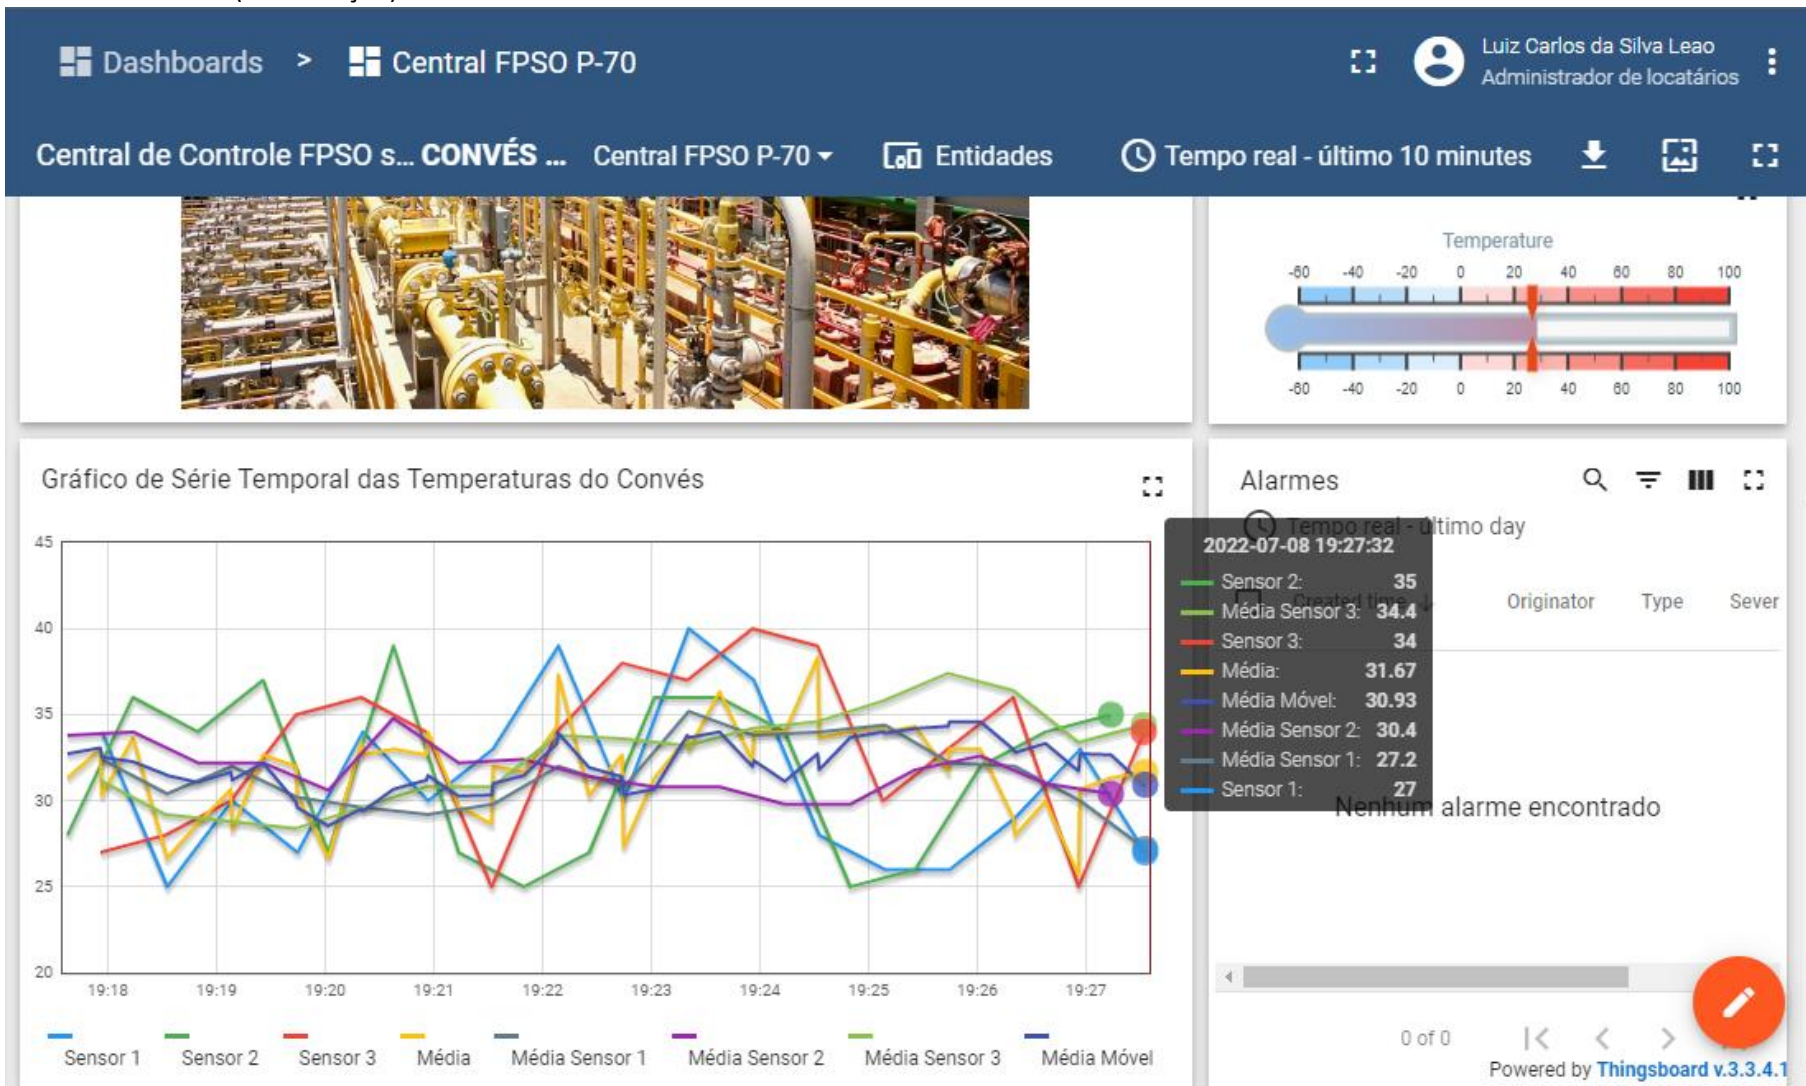 Dashboards > Central FPSO P-70
Luiz Carlos da Silva Leao
Administrador de locatários
Central de Controle FPSO s... CONVÉS ... Central FPSO P-70 Entidades Tempo real - último 10 minutes
Temperature
-60 -40 -20 0 20 40 60 80 100
-60 -40 -20 0 20 40 60 80 100
Gráfico de Série Temporal das Temperaturas do Convés
45
40
35
30
25
20
19:18 19:19 19:20 19:21 19:22 19:23 19:24 19:25 19:26 19:27
Sensor 1 Sensor 2 Sensor 3 Média Média Sensor 1 Média Sensor 2 Média Sensor 3 Média Móvel
Alarmes
Tempo real - último day
2022-07-08 19:27:32
Sensor 2: 35
Média Sensor 3: 34.4
Sensor 3: 34
Média: 31.67
Média Móvel: 30.93
Média Sensor 2: 30.4
Média Sensor 1: 27.2
Sensor 1: 27
Created time Originator Type Sever
Nenhum alarme encontrado
0 of 0
Powered by Thingsboard v.3.3.4.1